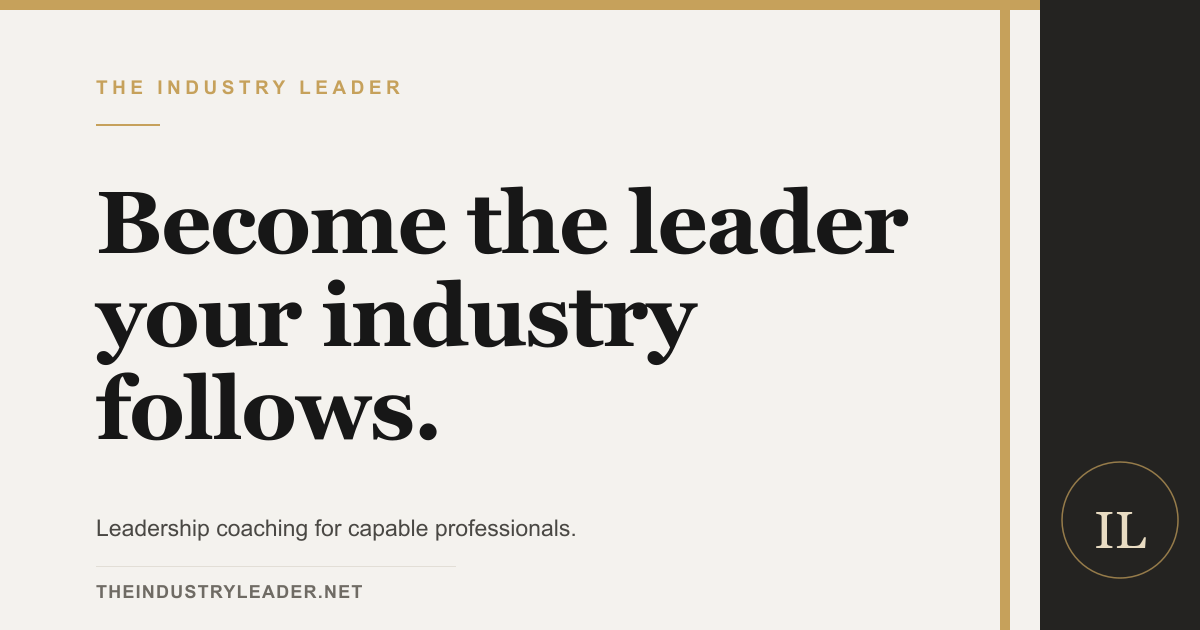 THE INDUSTRY LEADER
Become the leader
your industry
follows.
Leadership coaching for capable professionals.
THEINDUSTRYLEADER.NET
IL